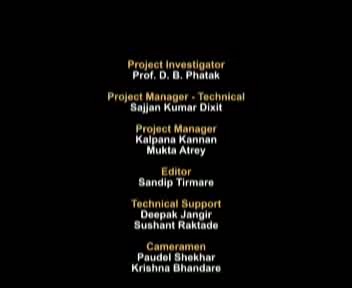 Project Investigator
Prof. D. B. Phatak
Project Manager - Technical
Sajjan Kumar Dixit
Project Manager
Kalpana Kannan
Mukta Atrey
Editor
Sandip Tirmare
Technical Support
Deepak Jangir
Sushant Raktade
Cameramen
Paudel Shekhar
Krishna Bhandare